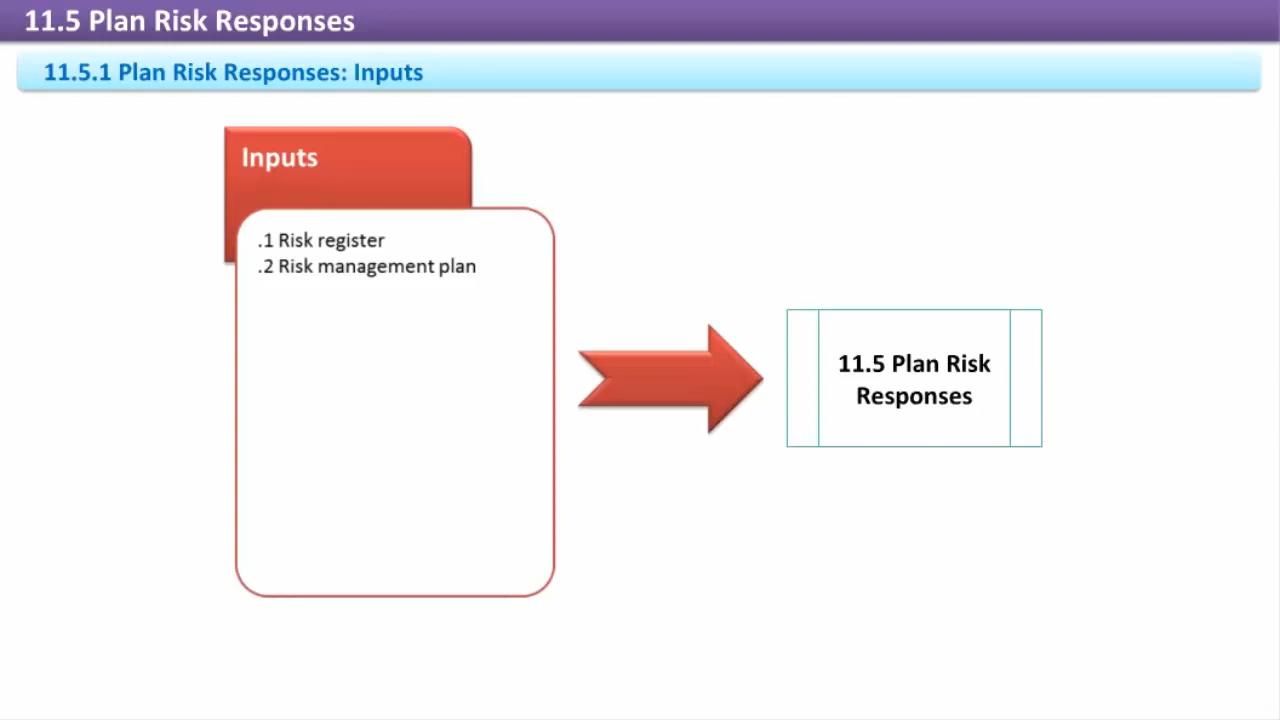 11.5 Plan Risk Responses
11.5.1 Plan Risk Responses: Inputs
Inputs
.1 Risk register
.2 Risk management plan
11.5 Plan Risk
Responses